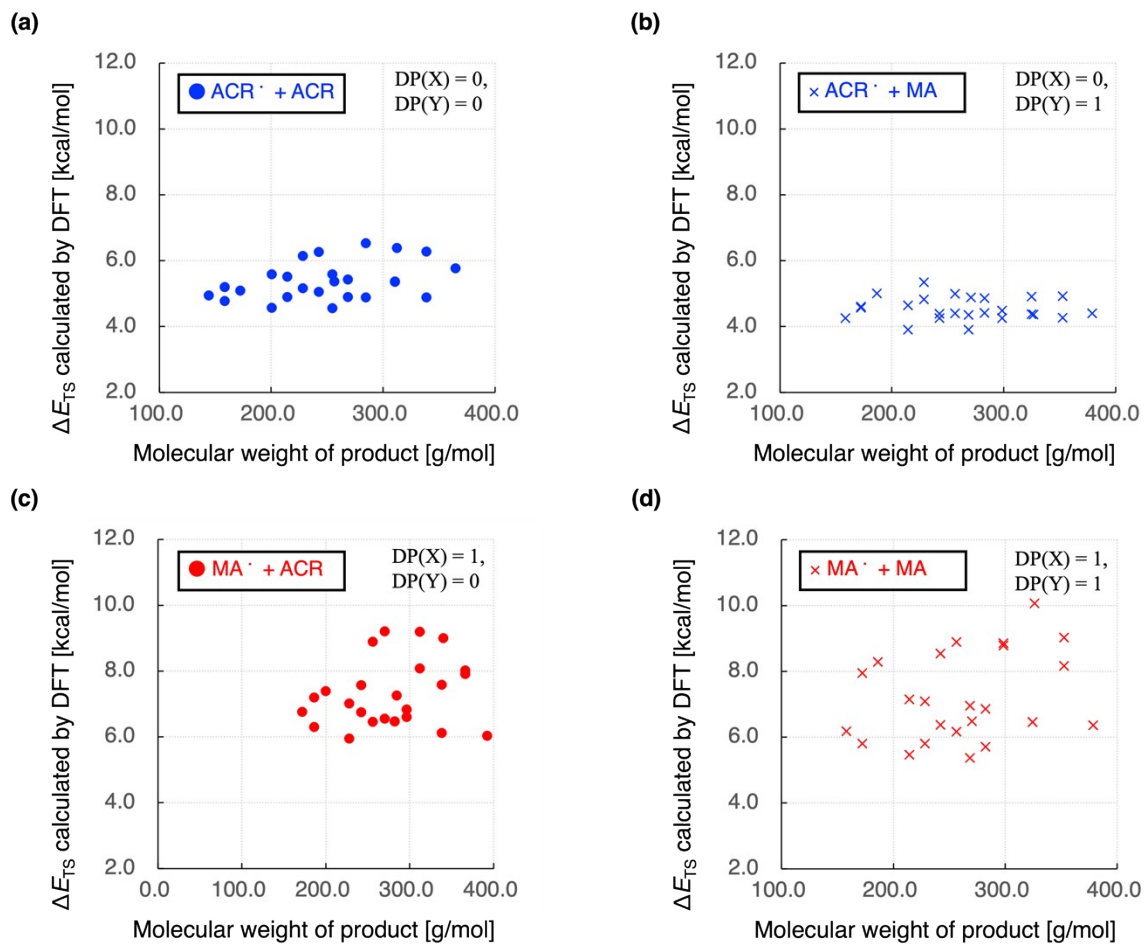 (a)
12.0
10.0
8.0
6.0
4.0
2.0
100.0 200.0 300.0 400.0
ΔE_TS calculated by DFT [kcal/mol]
Molecular weight of product [g/mol]
ACR˙ + ACR
DP(X) = 0,
DP(Y) = 0
(b)
12.0
10.0
8.0
6.0
4.0
2.0
100.0 200.0 300.0 400.0
ΔE_TS calculated by DFT [kcal/mol]
Molecular weight of product [g/mol]
× ACR˙ + MA
DP(X) = 0,
DP(Y) = 1
(c)
12.0
10.0
8.0
6.0
4.0
2.0
0.0 100.0 200.0 300.0 400.0
ΔE_TS calculated by DFT [kcal/mol]
Molecular weight of product [g/mol]
MA˙ + ACR
DP(X) = 1,
DP(Y) = 0
(d)
12.0
10.0
8.0
6.0
4.0
2.0
100.0 200.0 300.0 400.0
ΔE_TS calculated by DFT [kcal/mol]
Molecular weight of product [g/mol]
× MA˙ + MA
DP(X) = 1,
DP(Y) = 1